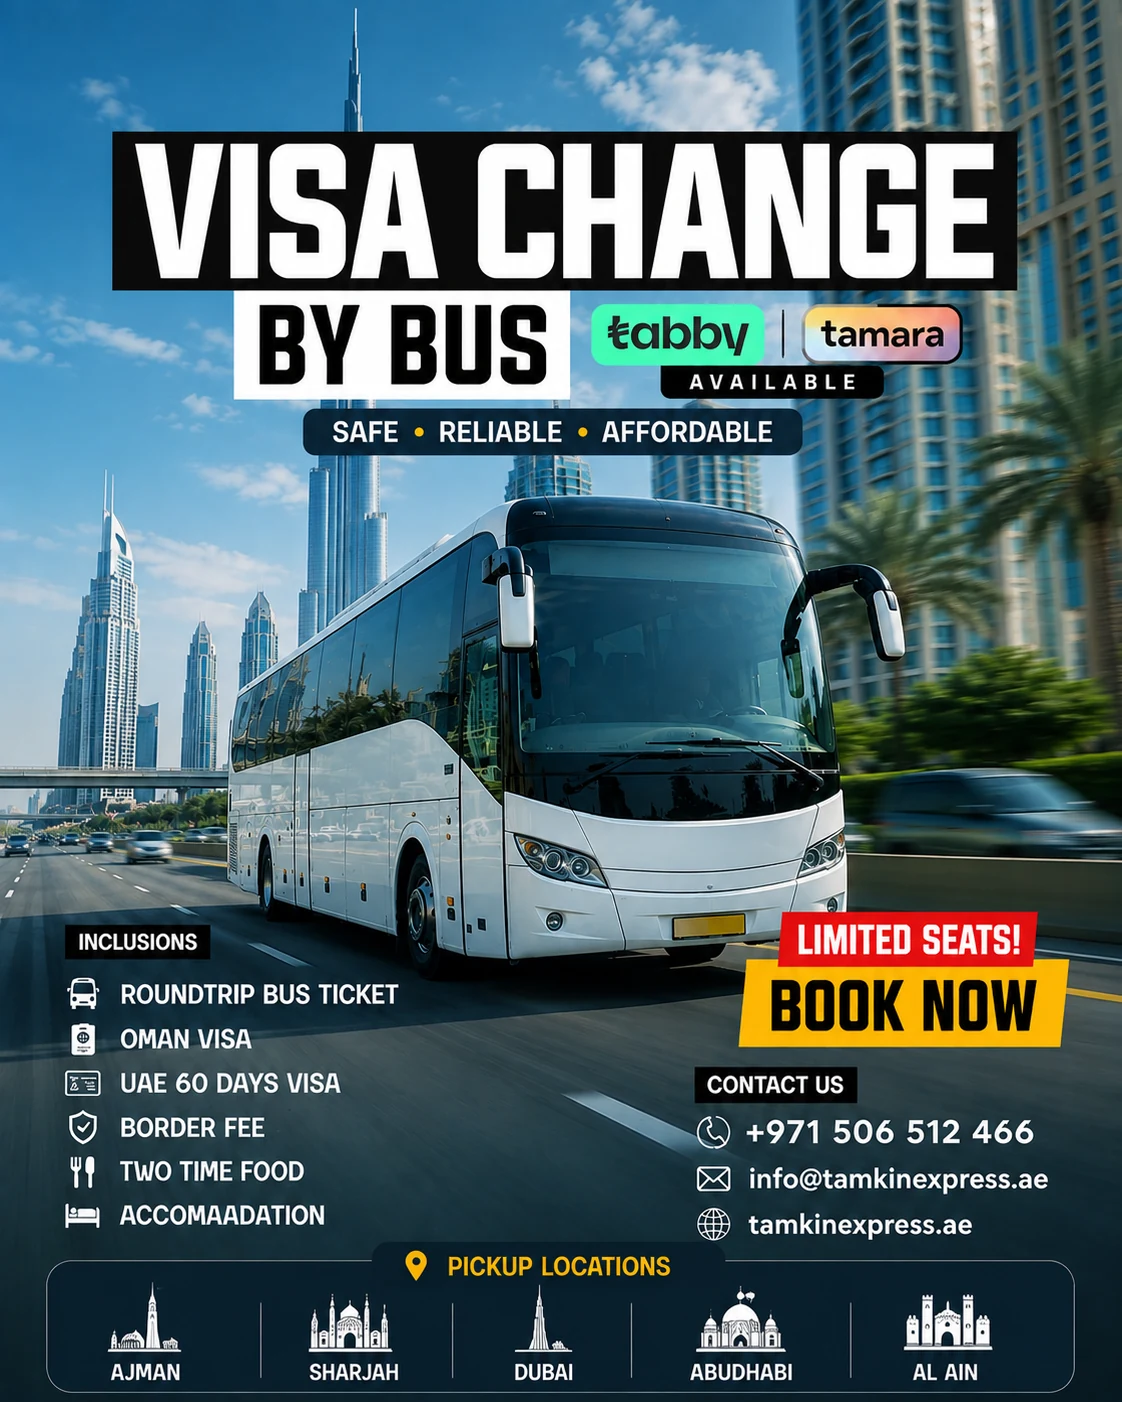 VISA CHANGE
BY BUS
tabby | tamara
AVAILABLE
SAFE • RELIABLE • AFFORDABLE
INCLUSIONS
ROUNDTRIP BUS TICKET
OMAN VISA
UAE 60 DAYS VISA
BORDER FEE
TWO TIME FOOD
ACCOMAADATION
LIMITED SEATS!
BOOK NOW
CONTACT US
+971 506 512 466
info@tamkinexpress.ae
tamkinexpress.ae
PICKUP LOCATIONS
AJMAN
SHARJAH
DUBAI
ABUDHABI
AL AIN